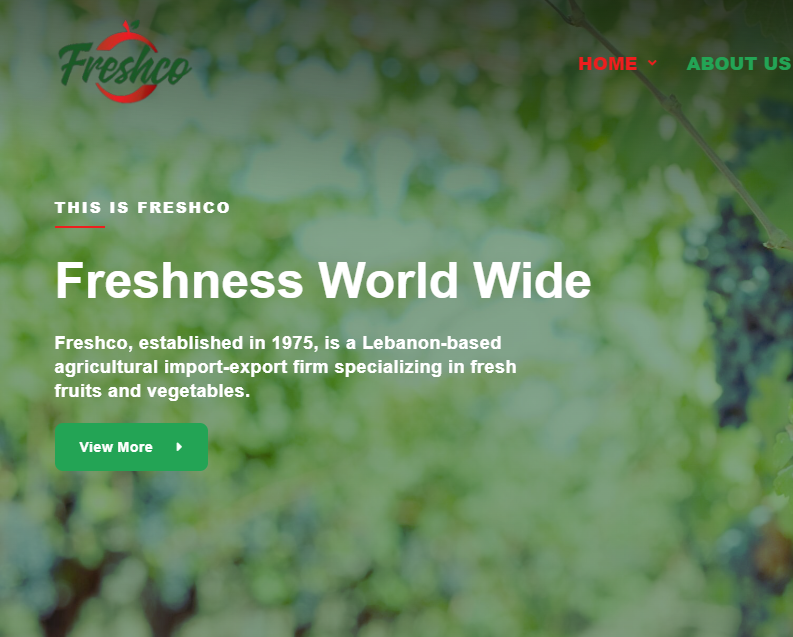 Freshco
HOME
ABOUT US
THIS IS FRESHCO
Freshness World Wide
Freshco, established in 1975, is a Lebanon-based
agricultural import-export firm specializing in fresh
fruits and vegetables.
View More